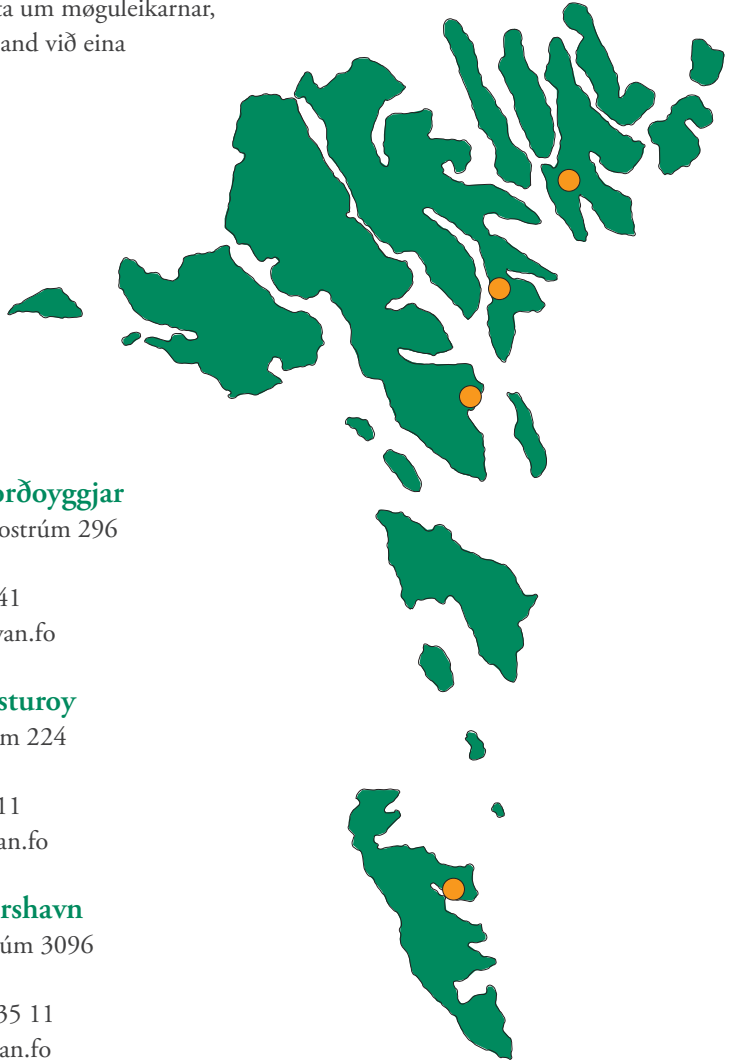 ta um møguleikarnar,
and við eina
orðoyggjar
ostrúm 296
41
van.fo
sturoy
m 224
11
an.fo
rshavn
úm 3096
35 11
an.fo